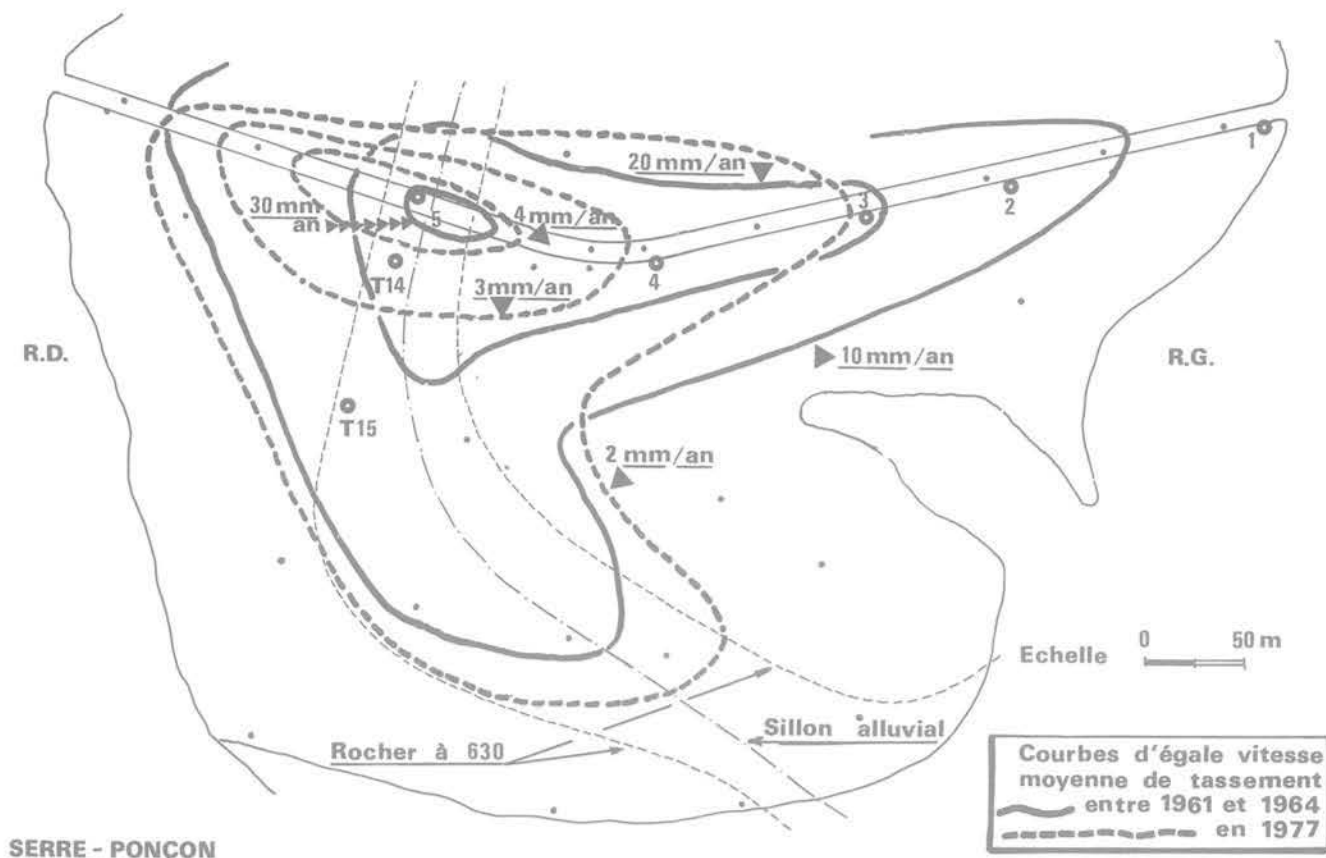 20 mm/an
1
2
3
30 mm
an
5
4 mm/an
4
T14
3mm/an
R.D.
10 mm/an
R.G.
T15
2 mm/an
0 50 m
Echelle
Rocher à 630
Sillon alluvial
Courbes d'égale vitesse
moyenne de tassement
entre 1961 et 1964
en 1977
SERRE - PONCON